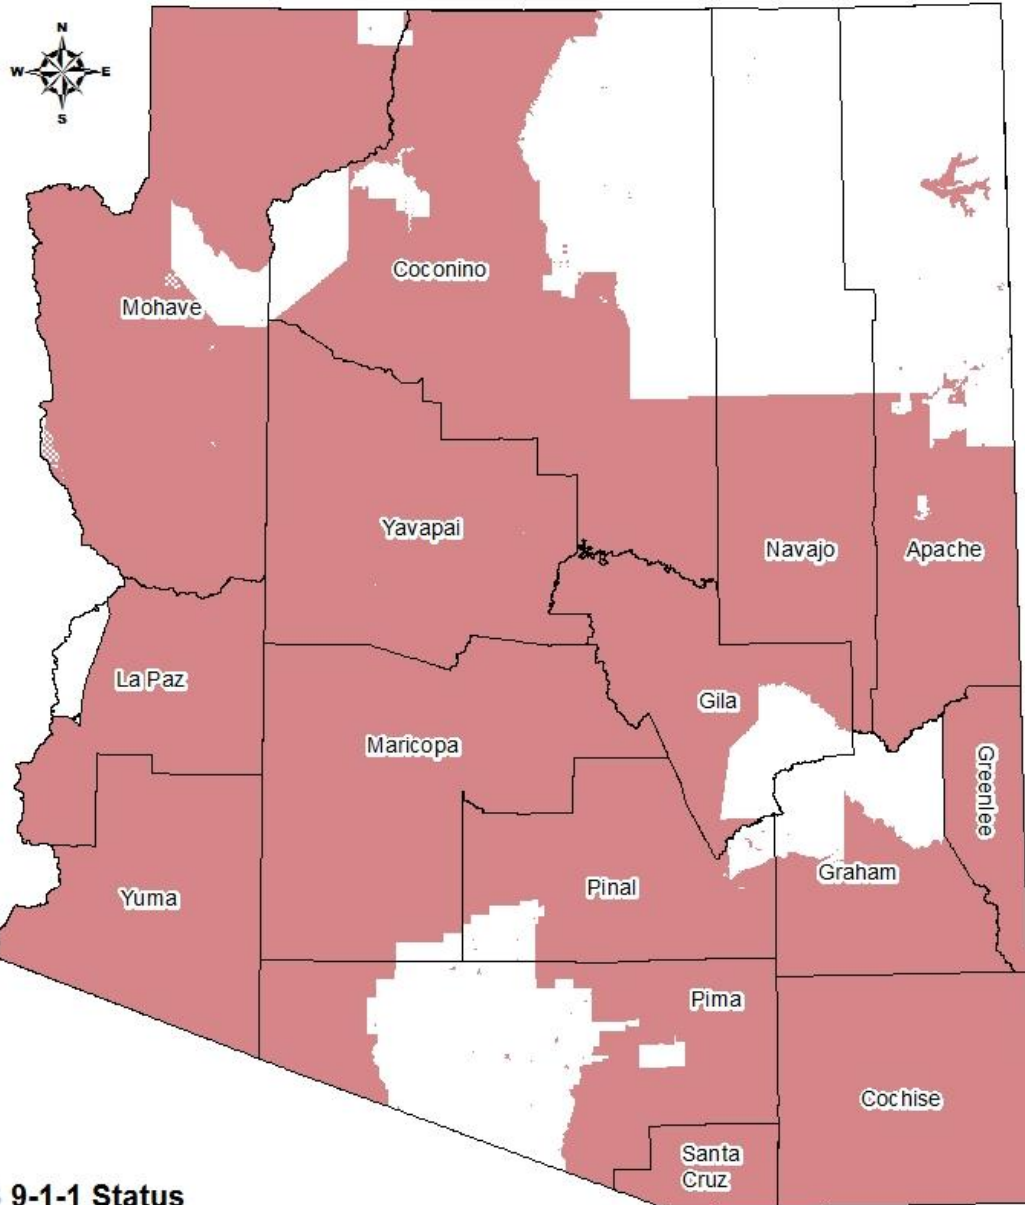 N
W E
S
Coconino
Mohave
Yavapai
Navajo
Apache
La Paz
Gila
Maricopa
Greenlee
Graham
Pinal
Yuma
Pima
Cochise
Santa
Cruz
9-1-1 Status